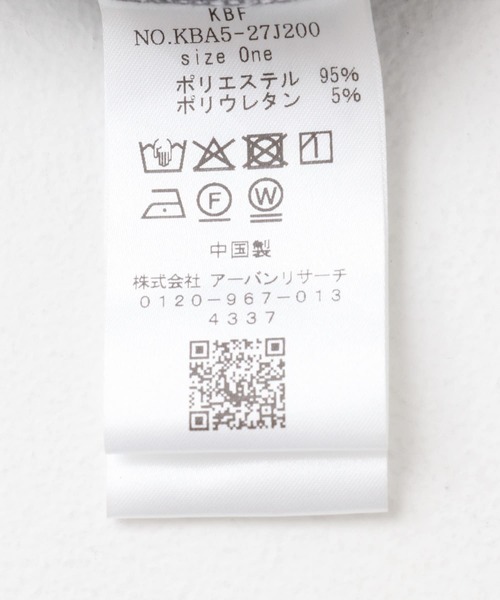 KBF
NO.KBA5-27J200
size One
ポリエステル 95%
ポリウレタン 5%
F W
中国製
株式会社 アーバンリサーチ
0120-967-013
4337